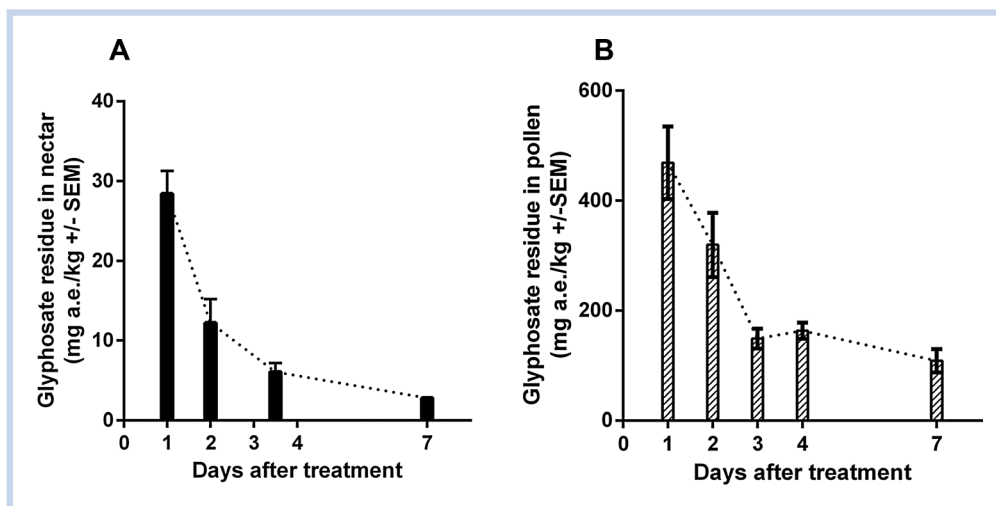 A
Glyphosate residue in nectar
(mg a.e./kg +/- SEM)
40
30
20
10
0
0 1 2 3 4 7
Days after treatment
B
Glyphosate residue in pollen
(mg a.e./kg +/-SEM)
600
400
200
0
0 1 2 3 4 7
Days after treatment